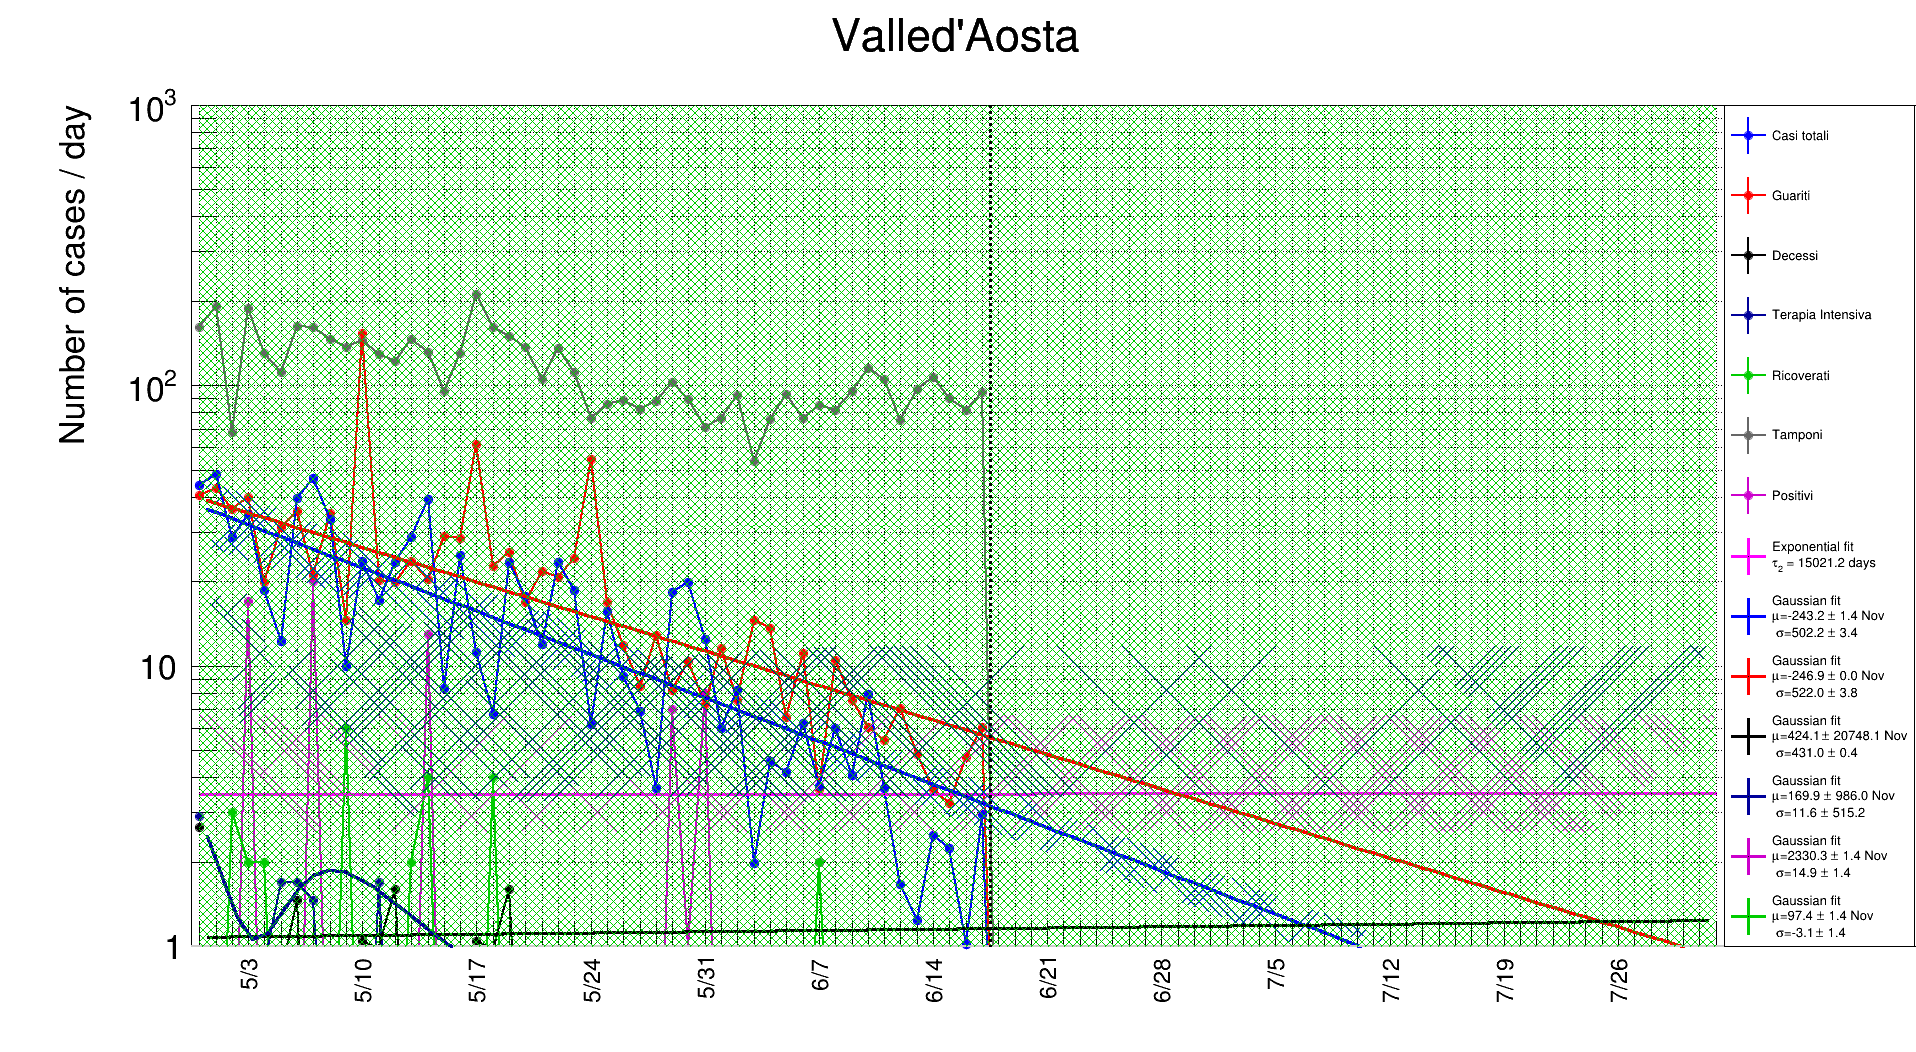 Valled'Aosta
Number of cases / day
10³
10²
10
1
5/3
5/10
5/17
5/24
5/31
6/7
6/14
6/21
6/28
7/5
7/12
7/19
7/26
Casi totali
Guariti
Decessi
Terapia Intensiva
Ricoverati
Tamponi
Positivi
Exponential fit
τ₂ = 15021.2 days
Gaussian fit
μ=-243.2 ± 1.4 Nov
σ=502.2 ± 3.4
Gaussian fit
μ=-246.9 ± 0.0 Nov
σ=522.0 ± 3.8
Gaussian fit
μ=424.1 ± 20748.1 Nov
σ=431.0 ± 0.4
Gaussian fit
μ=169.9 ± 986.0 Nov
σ=11.6 ± 515.2
Gaussian fit
μ=2330.3 ± 1.4 Nov
σ=14.9 ± 1.4
Gaussian fit
μ=97.4 ± 1.4 Nov
σ=-3.1 ± 1.4